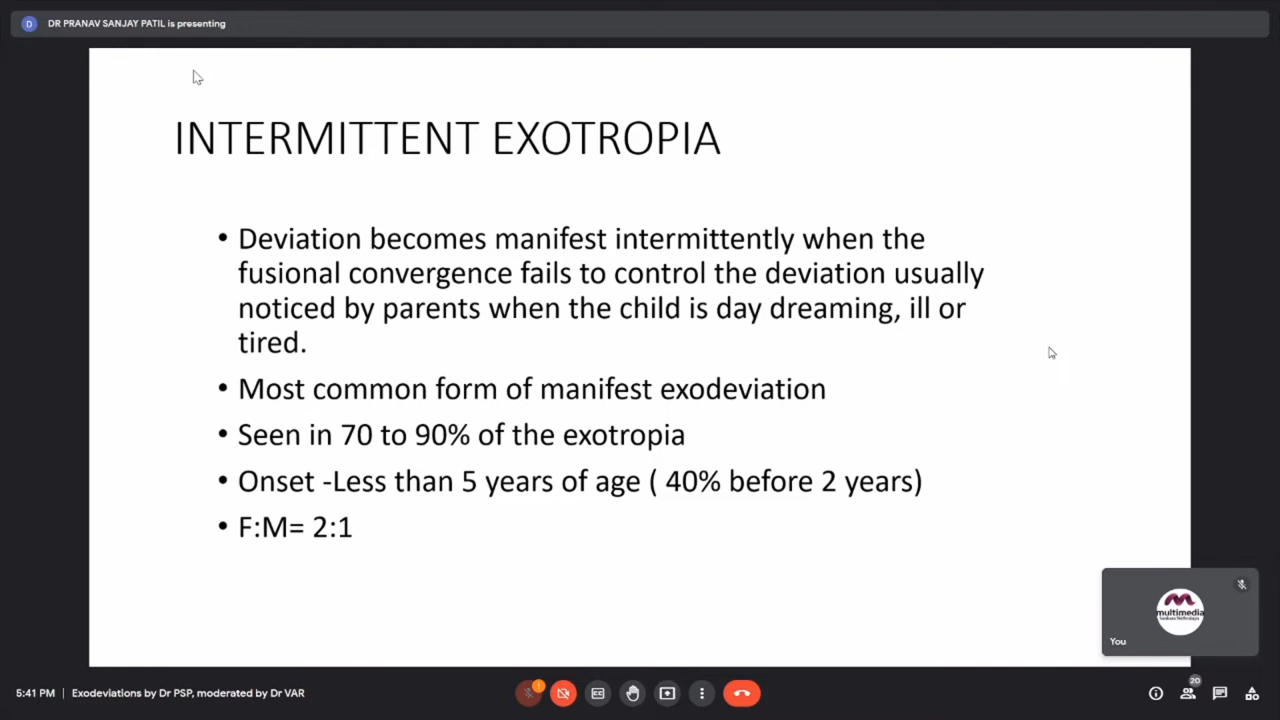 D DR PRANAV SANJAY PATIL is presenting
INTERMITTENT EXOTROPIA
• Deviation becomes manifest intermittently when the
fusional convergence fails to control the deviation usually
noticed by parents when the child is day dreaming, ill or
tired.
• Most common form of manifest exodeviation
• Seen in 70 to 90% of the exotropia
• Onset -Less than 5 years of age ( 40% before 2 years)
• F:M= 2:1
multimedia
You
5:41 PM | Exodeviations by Dr PSP, moderated by Dr VAR
20